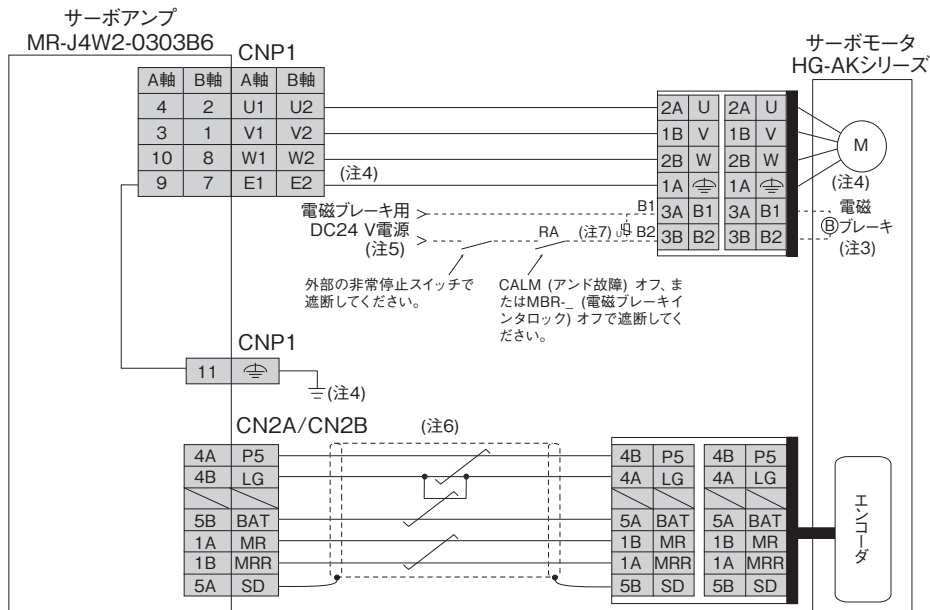 サーボアンプ
MR-J4W2-0303B6
CNP1
A軸 B軸 A軸 B軸
4 2 U1 U2
3 1 V1 V2
10 8 W1 W2
9 7 E1 E2
(注4)
サーボモータ
HG-AKシリーズ
2A U 2A U
1B V 1B V
2B W 2B W
1A 1A
3A B1 3A B1
3B B2 3B B2
M
(注4)
電磁
Ⓑブレーキ
(注3)
電磁ブレーキ用
DC24 V電源
(注5)
B1
RA (注7) U B2
外部の非常停止スイッチで
遮断してください。
CALM (アンド故障) オフ、ま
たはMBR-_ (電磁ブレーキイ
ンタロック) オフで遮断してく
ださい。
CNP1
11
(注4)
CN2A/CN2B
(注6)
4A P5
4B LG
5B BAT
1A MR
1B MRR
5A SD
4B P5 4B P5
4A LG 4A LG
5A BAT 5A BAT
1B MR 1B MR
1A MRR 1A MRR
5B SD 5B SD
エンコーダ